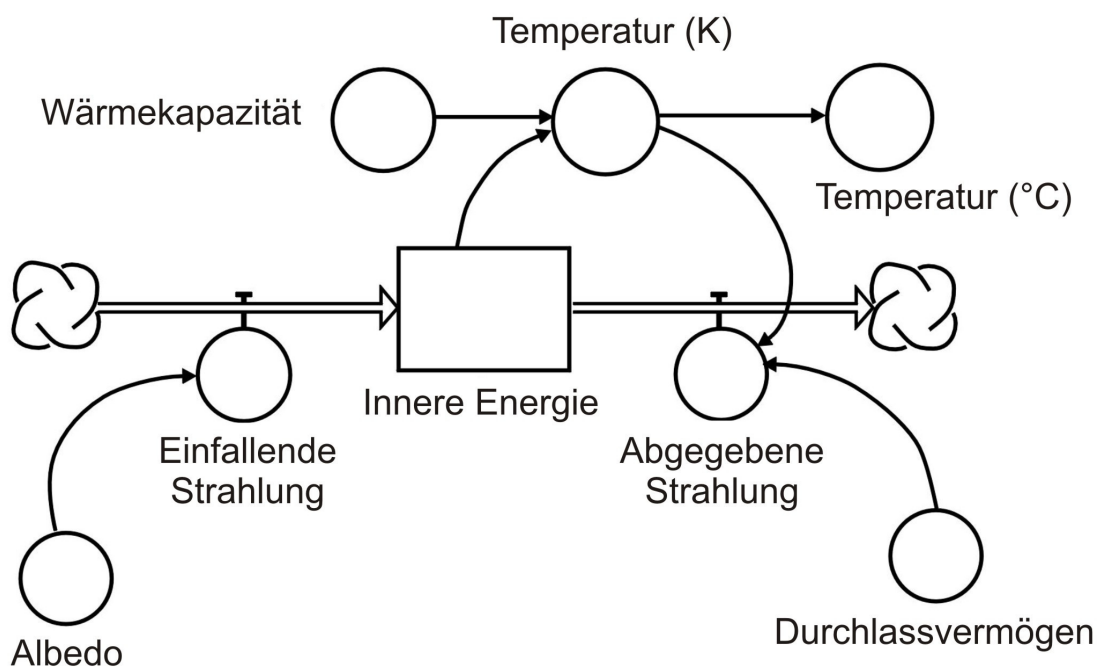 Temperatur (K)
Wärmekapazität
Temperatur (°C)
Innere Energie
Einfallende
Strahlung
Abgegebene
Strahlung
Albedo
Durchlassvermögen